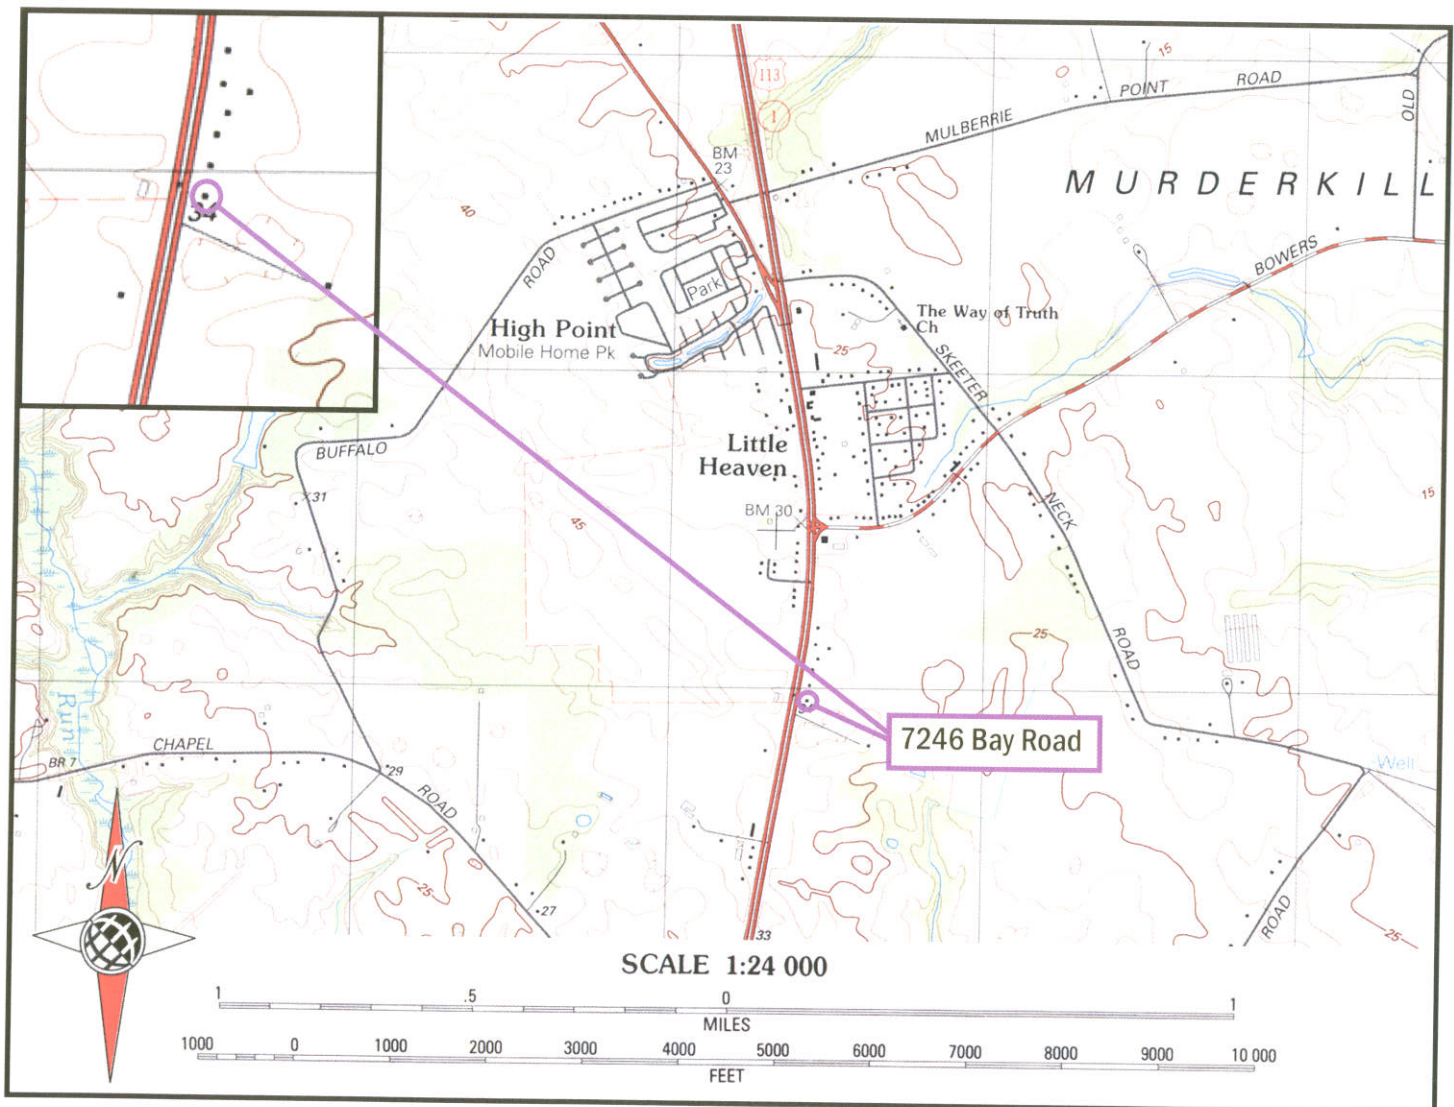 34
113
1
15
MULBERRIE
POINT
ROAD
OLD
MURDERKILL
BM
23
40
ROAD
Park
BOWERS
High Point
Mobile Home Pk
The Way of Truth
Ch
25
SKEETER
Little
Heaven
BUFFALO
31
45
BM 30
NECK
15
25
ROAD
Run
7246 Bay Road
CHAPEL
BR 7
29
ROAD
Well
N
25
27
33
ROAD
25
SCALE 1:24 000
1
.5
0
1
MILES
1000
0
1000
2000
3000
4000
5000
6000
7000
8000
9000
10 000
FEET